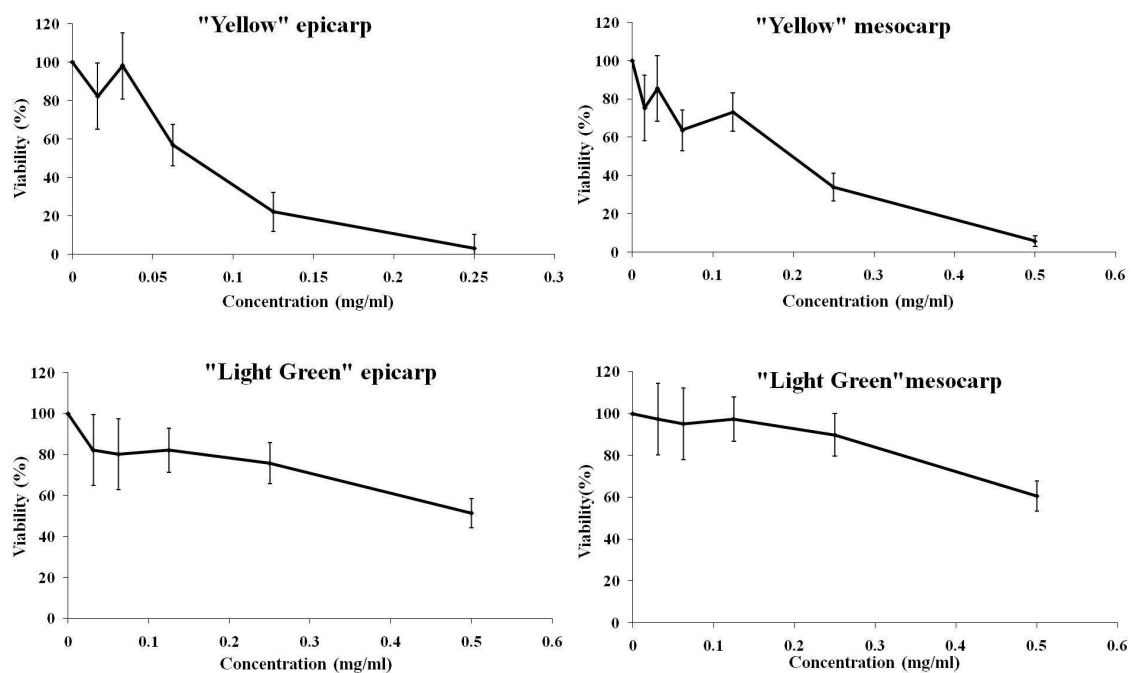 "Yellow" epicarp
120
100
80
60
40
20
0
Viability (%)
0 0.05 0.1 0.15 0.2 0.25 0.3
Concentration (mg/ml)
"Yellow" mesocarp
120
100
80
60
40
20
0
Viability (%)
0 0.1 0.2 0.3 0.4 0.5 0.6
Concentration (mg/ml)
"Light Green" epicarp
120
100
80
60
40
20
0
Viability (%)
0 0.1 0.2 0.3 0.4 0.5 0.6
Concentration (mg/ml)
"Light Green"mesocarp
120
100
80
60
40
20
0
Viability(%)
0 0.1 0.2 0.3 0.4 0.5 0.6
Concentration (mg/ml)